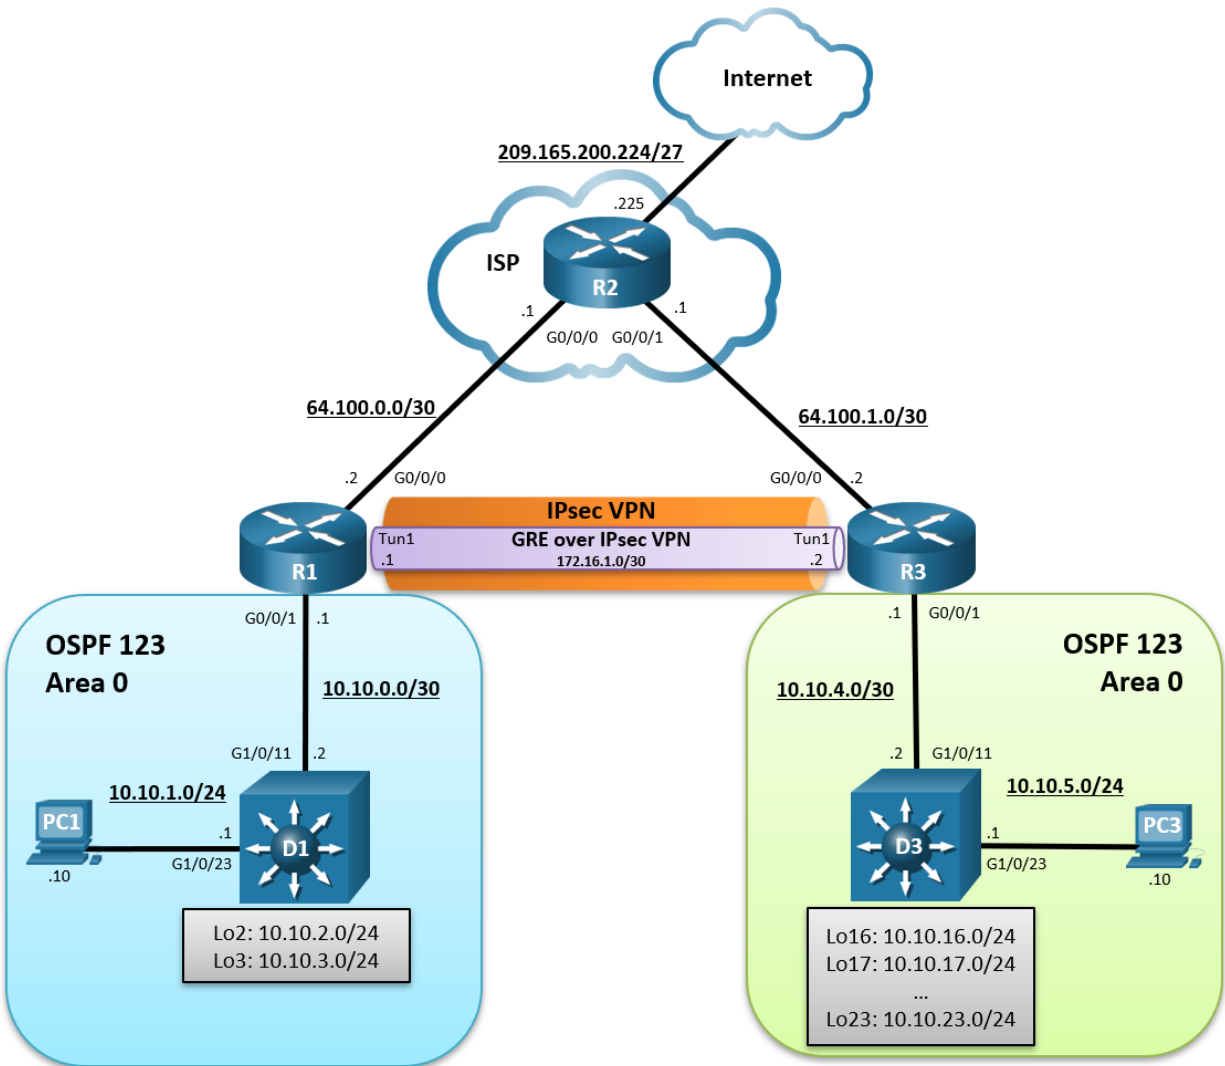 Internet
209.165.200.224/27
.225
ISP
R2
.1
.1
G0/0/0
G0/0/1
64.100.0.0/30
64.100.1.0/30
.2
G0/0/0
G0/0/0
.2
IPsec VPN
Tun1
GRE over IPsec VPN
Tun1
.1
172.16.1.0/30
.2
R1
R3
G0/0/1
.1
.1
G0/0/1
OSPF 123
Area 0
OSPF 123
Area 0
10.10.0.0/30
10.10.4.0/30
G1/0/11
.2
.2
G1/0/11
10.10.1.0/24
10.10.5.0/24
PC1
.1
D1
D3
.1
PC3
G1/0/23
G1/0/23
.10
.10
Lo2: 10.10.2.0/24
Lo3: 10.10.3.0/24
Lo16: 10.10.16.0/24
Lo17: 10.10.17.0/24
...
Lo23: 10.10.23.0/24